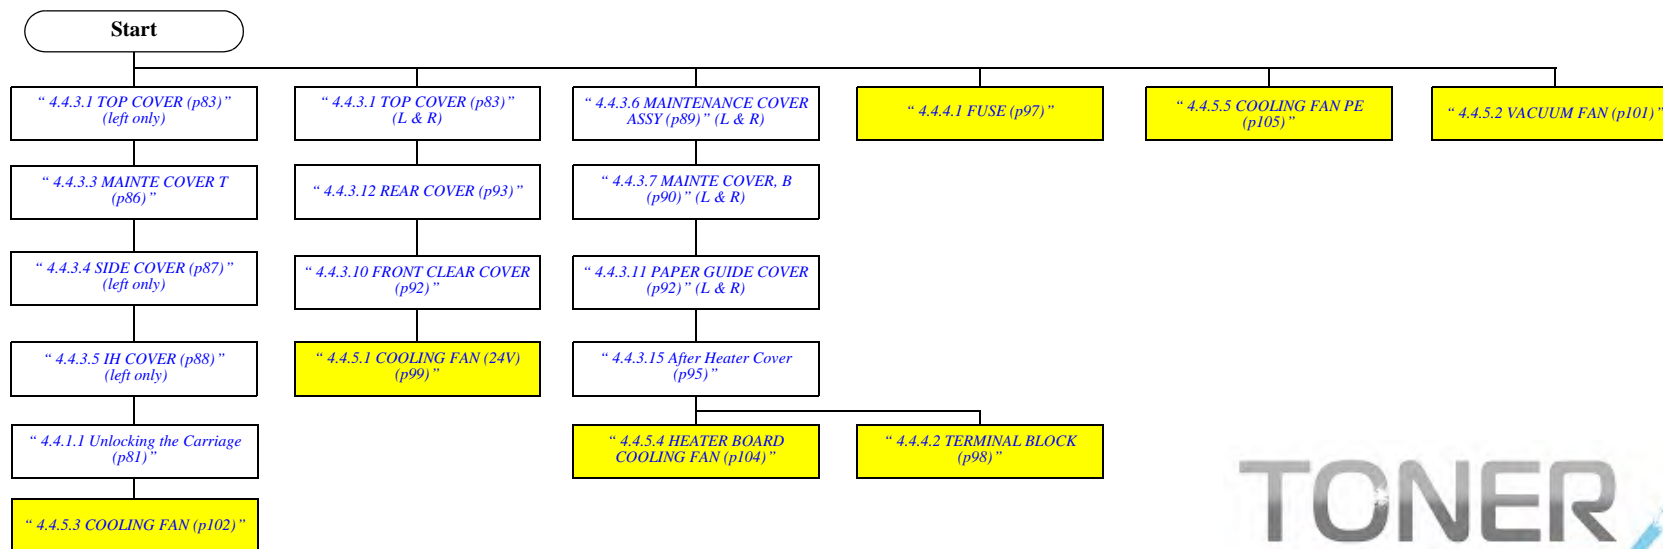 Start
“ 4.4.3.1 TOP COVER (p83)”
(left only)
“ 4.4.3.1 TOP COVER (p83)”
(L & R)
“ 4.4.3.6 MAINTENANCE COVER
ASSY (p89)” (L & R)
“ 4.4.4.1 FUSE (p97)”
“ 4.4.5.5 COOLING FAN PE
(p105)”
“ 4.4.5.2 VACUUM FAN (p101)”
“ 4.4.3.3 MAINTE COVER T
(p86)”
“ 4.4.3.12 REAR COVER (p93)”
“ 4.4.3.7 MAINTE COVER, B
(p90)” (L & R)
“ 4.4.3.4 SIDE COVER (p87)”
(left only)
“ 4.4.3.10 FRONT CLEAR COVER
(p92)”
“ 4.4.3.11 PAPER GUIDE COVER
(p92)” (L & R)
“ 4.4.3.5 IH COVER (p88)”
(left only)
“ 4.4.5.1 COOLING FAN (24V)
(p99)”
“ 4.4.3.15 After Heater Cover
(p95)”
“ 4.4.1.1 Unlocking the Carriage
(p81)”
“ 4.4.5.4 HEATER BOARD
COOLING FAN (p104)”
“ 4.4.4.2 TERMINAL BLOCK
(p98)”
“ 4.4.5.3 COOLING FAN (p102)”
TONER